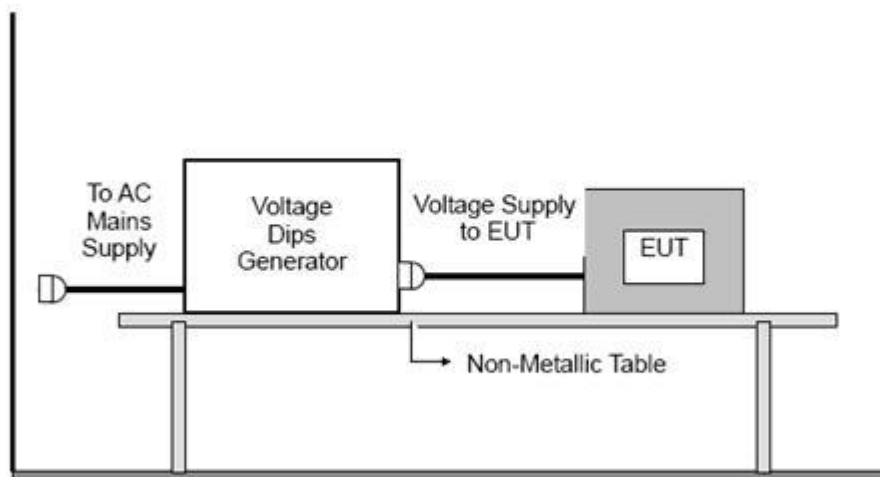 To AC
Mains
Supply
Voltage
Dips
Generator
Voltage Supply
to EUT
EUT
Non-Metallic Table